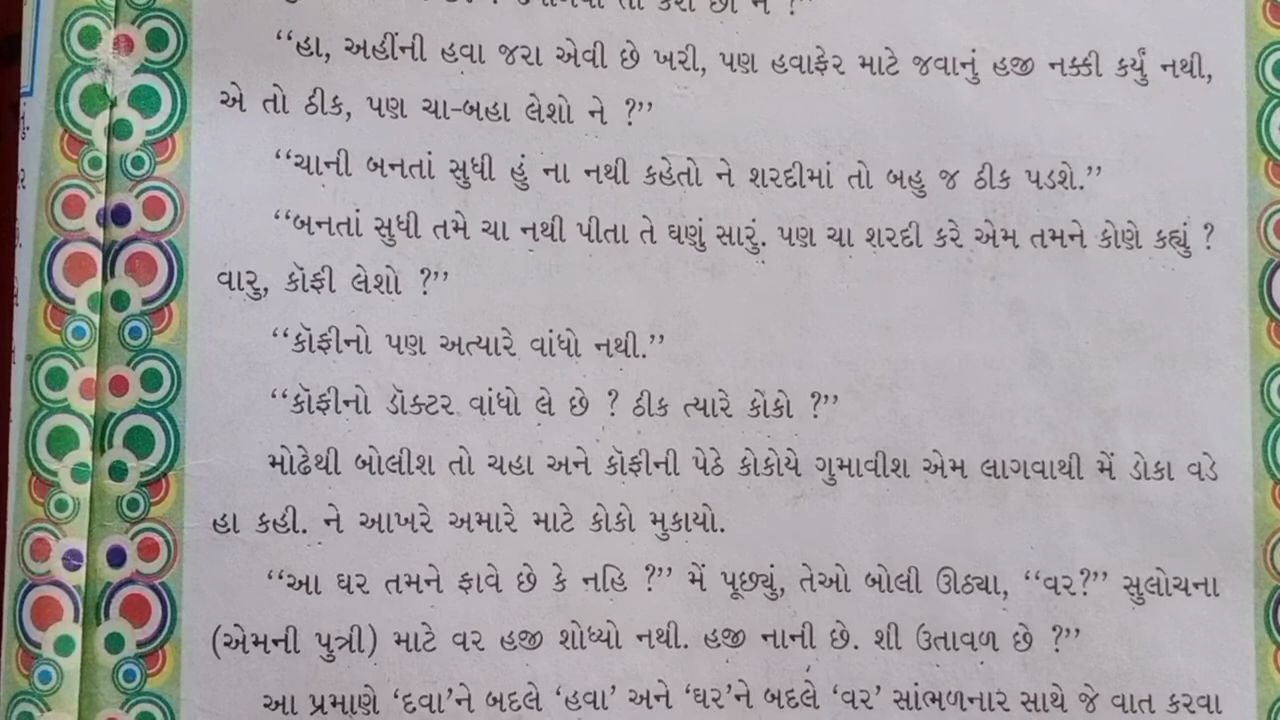 “હા, અહીંની હવા જરા એવી છે ખરી, પણ હવાફેર માટે જવાનું હજી નક્કી કર્યું નથી,
એ તો ઠીક, પણ ચા-બહા લેશો ને ?”
“ચાની બનતાં સુધી હું ના નથી કહેતો ને શરદીમાં તો બહુ જ ઠીક પડશે.”
“બનતાં સુધી તમે ચા નથી પીતા તે ઘણું સારું. પણ ચા શરદી કરે એમ તમને કોણે કહ્યું ?
વારુ, કૉફી લેશો ?”
“કૉફીનો પણ અત્યારે વાંધો નથી.”
“કૉફીનો ડૉક્ટર વાંધો લે છે ? ઠીક ત્યારે કોકો ?”
મોઢેથી બોલીશ તો ચહા અને કૉફીની પેઠે કોકોયે ગુમાવીશ એમ લાગવાથી મેં ડોકા વડે
હા કહી. ને આખરે અમારે માટે કોકો મુકાયો.
“આ ઘર તમને ફાવે છે કે નહિ ?” મેં પૂછ્યું, તેઓ બોલી ઊઠ્યા, “વર?” સુલોચના
(એમની પુત્રી) માટે વર હજી શોધ્યો નથી. હજી નાની છે. શી ઉતાવળ છે ?”
આ પ્રમાણે ‘દવા’ને બદલે ‘હવા’ અને ‘ઘર’ને બદલે ‘વર’ સાંભળનાર સાથે જે વાત કરવા